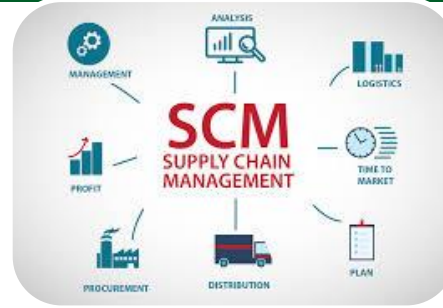 ANALYSIS
MANAGEMENT
LOGISTICS
SCM
SUPPLY CHAIN
MANAGEMENT
PROFIT
TIME TO
MARKET
PROCUREMENT
DISTRIBUTION
PLAN